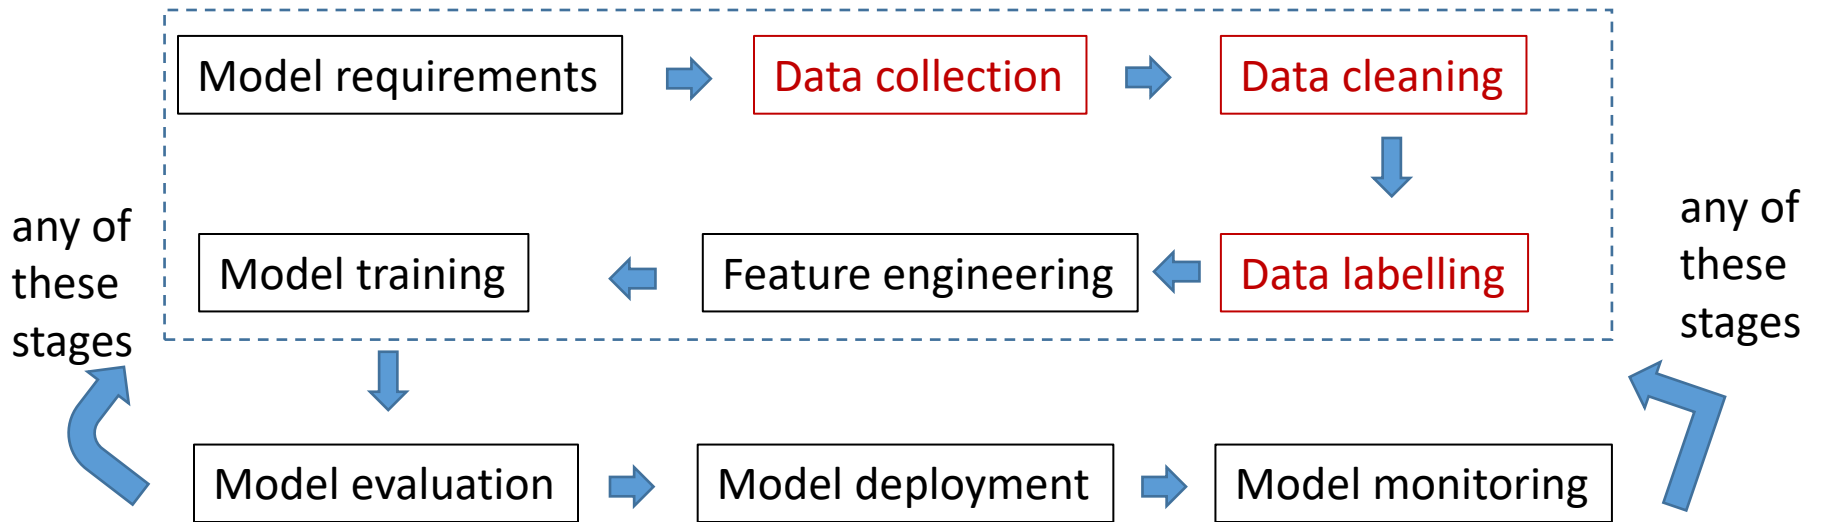 Model requirements
Data collection
Data cleaning
any of
these
stages
Model training
Feature engineering
Data labelling
any of
these
stages
Model evaluation
Model deployment
Model monitoring